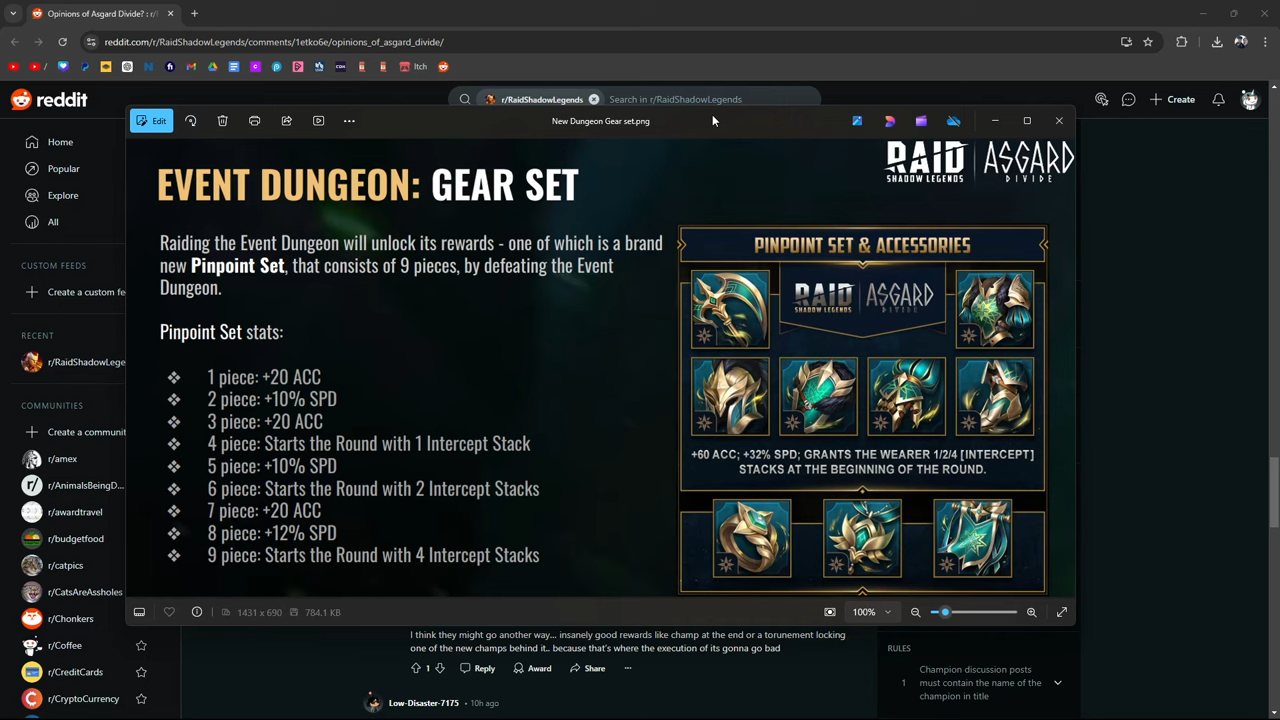 Opinions of Asgard Divide? : r/Ra
reddit.com/r/RaidShadowLegends/comments/1etko6e/opinions_of_asgard_divide/
Itch
reddit
r/RaidShadowLegends
Search in r/RaidShadowLegends
Create
Home
Popular
Explore
All
CUSTOM FEEDS
Create a custom fe
RECENT
r/RaidShadowLege
COMMUNITIES
Create a communit
r/amex
r/AnimalsBeingD...
r/awardtravel
r/budgetfood
r/catpics
r/CatsAreAssholes
r/Chonkers
r/Coffee
r/CreditCards
r/CryptoCurrency
Edit
New Dungeon Gear set.png
RAID SHADOW LEGENDS | ASGARD DIVIDE
EVENT DUNGEON: GEAR SET
Raiding the Event Dungeon will unlock its rewards - one of which is a brand
new Pinpoint Set, that consists of 9 pieces, by defeating the Event
Dungeon.
Pinpoint Set stats:
❖ 1 piece: +20 ACC
❖ 2 piece: +10% SPD
❖ 3 piece: +20 ACC
❖ 4 piece: Starts the Round with 1 Intercept Stack
❖ 5 piece: +10% SPD
❖ 6 piece: Starts the Round with 2 Intercept Stacks
❖ 7 piece: +20 ACC
❖ 8 piece: +12% SPD
❖ 9 piece: Starts the Round with 4 Intercept Stacks
PINPOINT SET & ACCESSORIES
RAID SHADOW LEGENDS | ASGARD DIVIDE
+60 ACC; +32% SPD; GRANTS THE WEARER 1/2/4 [INTERCEPT]
STACKS AT THE BEGINNING OF THE ROUND.
1431 x 690
784.1 KB
100%
I think they might go another way... insanely good rewards like champ at the end or a torunement locking
one of the new champs behind it.. because that's where the execution of its gonna go bad
1
Reply
Award
Share
Low-Disaster-7175 • 10h ago
RULES
1
Champion discussion posts
must contain the name of the
champion in title